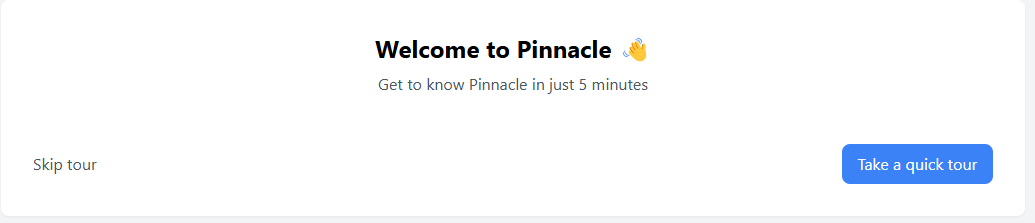 Welcome to Pinnacle 👋
Get to know Pinnacle in just 5 minutes
Skip tour
Take a quick tour